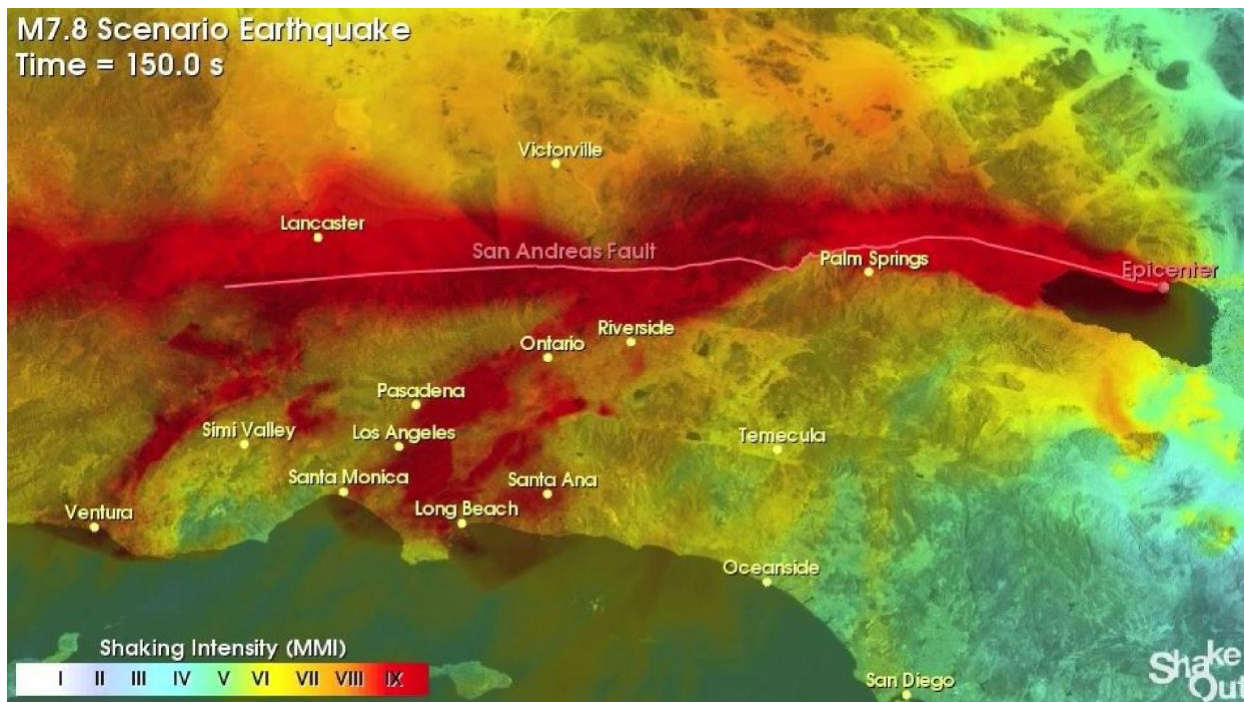 M7.8 Scenario Earthquake
Time = 150.0 s
Victorville
Lancaster
San Andreas Fault
Palm Springs
Epicenter
Riverside
Ontario
Pasadena
Simi Valley
Los Angeles
Temecula
Santa Monica
Santa Ana
Ventura
Long Beach
Oceanside
Shaking Intensity (MMI)
I II III IV V VI VII VIII IX
San Diego
Shake
Out